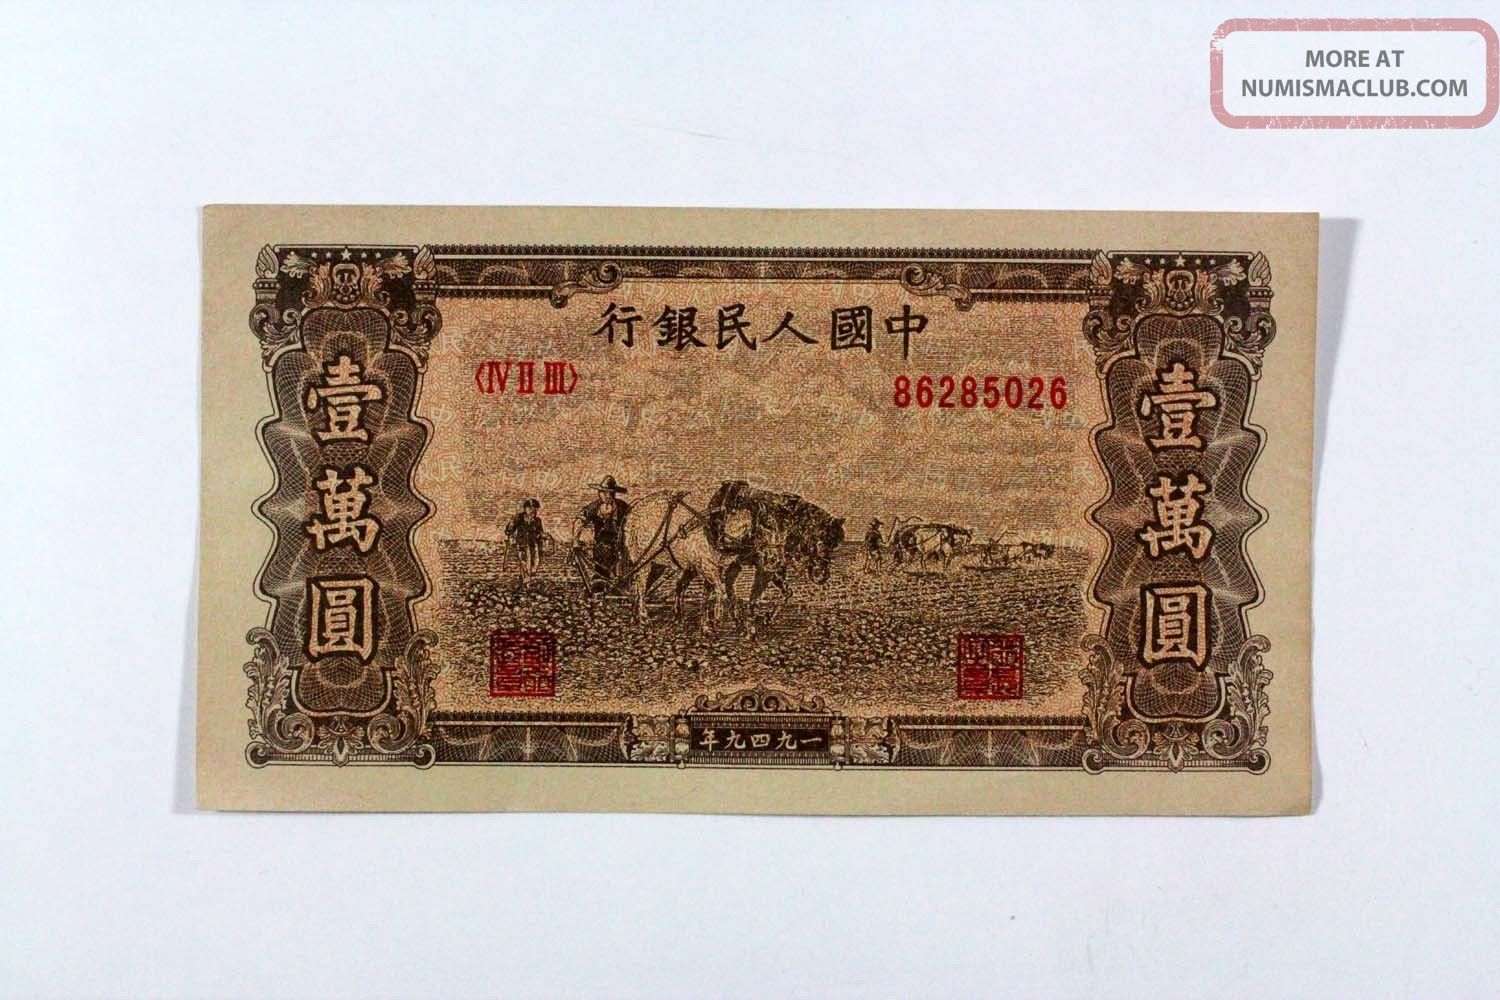 MORE AT
NUMISMACLUB.COM
行銀民人國中
〈IV II III〉
86285026
壹萬圓
壹萬圓
年九四九一